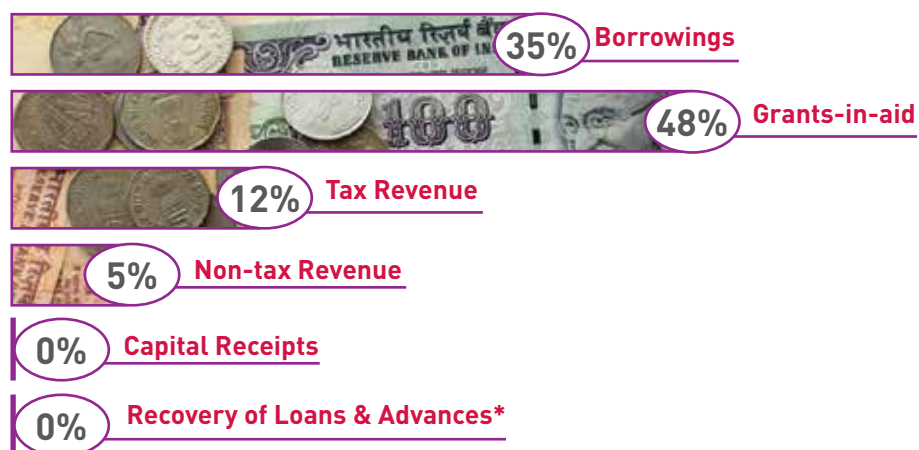 भारतीय रिज़र्व
RESERVE BANK OF
35% Borrowings
100
48% Grants-in-aid
12% Tax Revenue
5% Non-tax Revenue
0% Capital Receipts
0% Recovery of Loans & Advances*